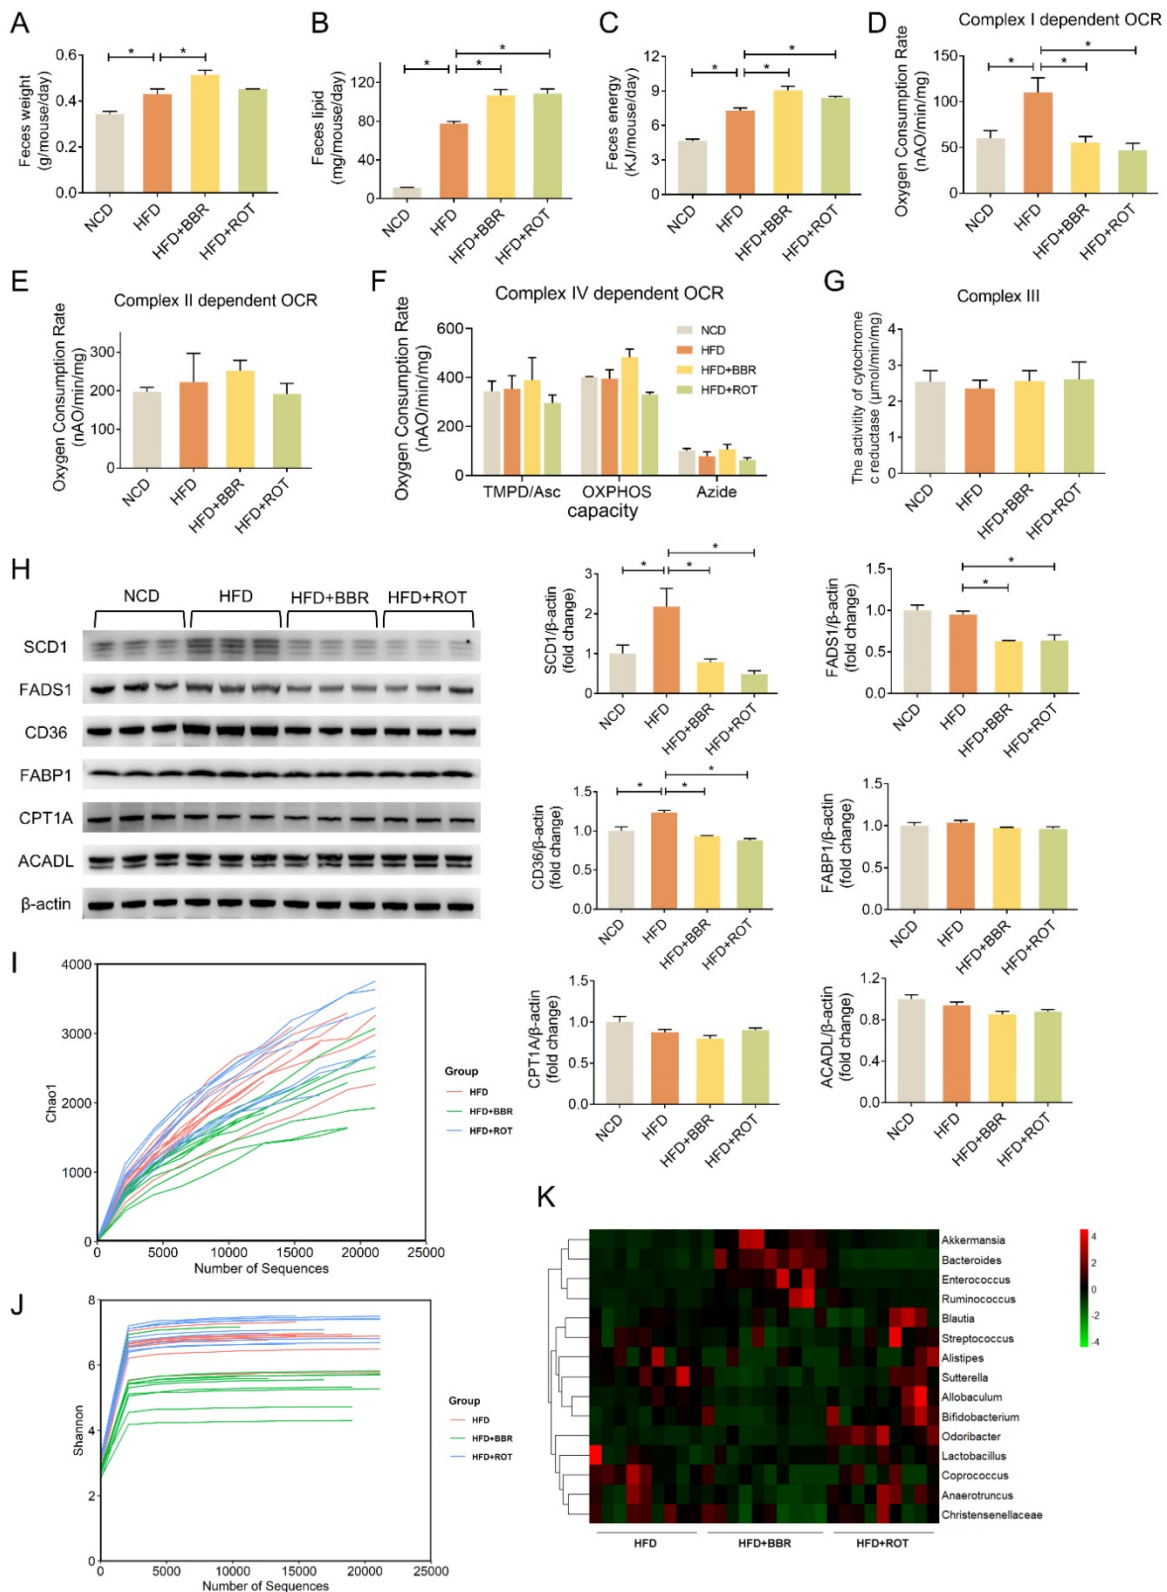 A
Feces weight
(g/mouse/day)
0.6
0.4
0.2
0.0
* *
NCD
HFD
HFD+BBR
HFD+ROT
B
Feces lipid
(mg/mouse/day)
120
80
40
0
* * *
NCD
HFD
HFD+BBR
HFD+ROT
C
Feces energy
(KJ/mouse/day)
12
9
6
3
0
* * *
NCD
HFD
HFD+BBR
HFD+ROT
D
Complex I dependent OCR
Oxygen Consumption Rate
(nAO/min/mg)
150
100
50
0
* * *
NCD
HFD
HFD+BBR
HFD+ROT
E
Complex II dependent OCR
Oxygen Consumption Rate
(nAO/min/mg)
300
200
100
0
NCD
HFD
HFD+BBR
HFD+ROT
F
Complex IV dependent OCR
Oxygen Consumption Rate
(nAO/min/mg)
600
400
200
0
TMPD/Asc
OXPHOS
capacity
Azide
NCD
HFD
HFD+BBR
HFD+ROT
G
Complex III
The activitity of cytochrome
c reductase (μmol/min/mg)
4
3
2
1
0
NCD
HFD
HFD+BBR
HFD+ROT
H
NCD HFD HFD+BBR HFD+ROT
SCD1
FADS1
CD36
FABP1
CPT1A
ACADL
β-actin
SCD1/β-actin
(fold change)
3
2
1
0
* * *
NCD
HFD
HFD+BBR
HFD+ROT
FADS1/β-actin
(fold change)
1.5
1.0
0.5
0.0
* *
NCD
HFD
HFD+BBR
HFD+ROT
CD36/β-actin
(fold change)
1.5
1.0
0.5
0.0
* * *
NCD
HFD
HFD+BBR
HFD+ROT
FABP1/β-actin
(fold change)
1.5
1.0
0.5
0.0
NCD
HFD
HFD+BBR
HFD+ROT
CPT1A/β-actin
(fold change)
1.5
1.0
0.5
0.0
NCD
HFD
HFD+BBR
HFD+ROT
ACADL/β-actin
(fold change)
1.2
0.8
0.4
0.0
NCD
HFD
HFD+BBR
HFD+ROT
I
Chao1
4000
3000
2000
1000
0
0 5000 10000 15000 20000 25000
Number of Sequences
Group
HFD
HFD+BBR
HFD+ROT
J
Shannon
8
6
4
2
0
0 5000 10000 15000 20000 25000
Number of Sequences
Group
HFD
HFD+BBR
HFD+ROT
K
Akkermansia
Bacteroides
Enterococcus
Ruminococcus
Blautia
Streptococcus
Alistipes
Sutterella
Allobaculum
Bifidobacterium
Odoribacter
Lactobacillus
Coprococcus
Anaerotruncus
Christensenellaceae
4
2
0
-2
-4
HFD HFD+BBR HFD+ROT